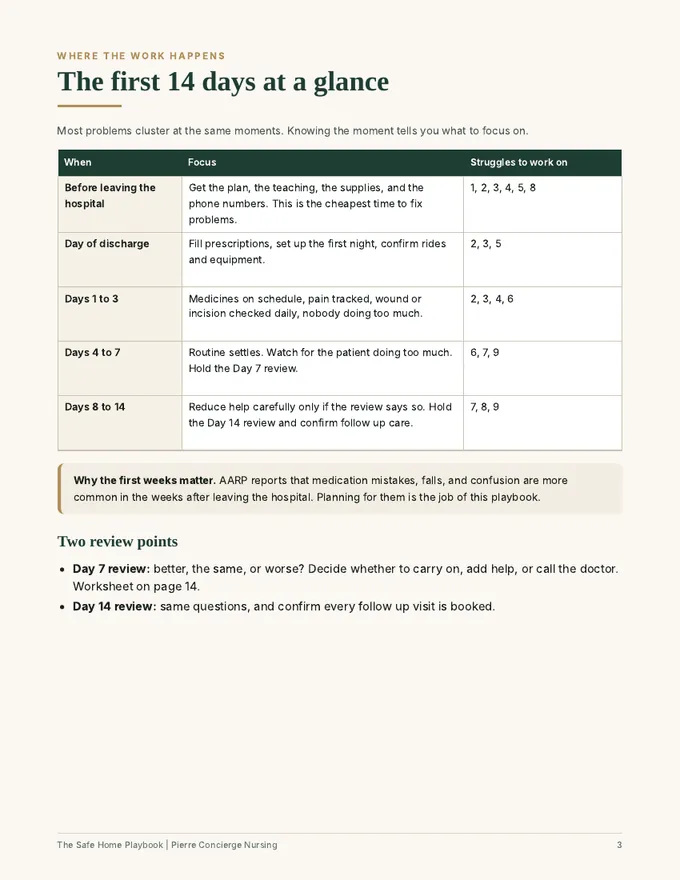 WHERE THE WORK HAPPENS
The first 14 days at a glance
Most problems cluster at the same moments. Knowing the moment tells you what to focus on.
When Focus Struggles to work on
Before leaving the
hospital
Get the plan, the teaching, the supplies, and the
phone numbers. This is the cheapest time to fix
problems.
1, 2, 3, 4, 5, 8
Day of discharge
Fill prescriptions, set up the first night, confirm rides
and equipment.
2, 3, 5
Days 1 to 3
Medicines on schedule, pain tracked, wound or
incision checked daily, nobody doing too much.
2, 3, 4, 6
Days 4 to 7
Routine settles. Watch for the patient doing too much.
Hold the Day 7 review.
6, 7, 9
Days 8 to 14
Reduce help carefully only if the review says so. Hold
the Day 14 review and confirm follow up care.
7, 8, 9
Why the first weeks matter. AARP reports that medication mistakes, falls, and confusion are more
common in the weeks after leaving the hospital. Planning for them is the job of this playbook.
Two review points
• Day 7 review: better, the same, or worse? Decide whether to carry on, add help, or call the doctor.
Worksheet on page 14.
• Day 14 review: same questions, and confirm every follow up visit is booked.
The Safe Home Playbook | Pierre Concierge Nursing 3